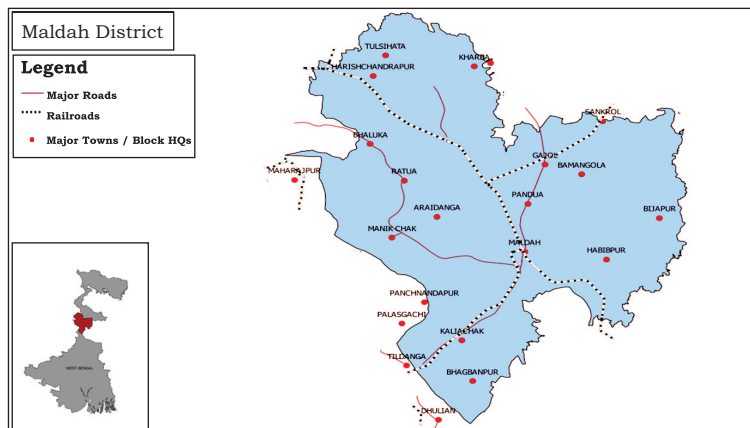 Maldah District
Legend
Major Roads
Railroads
Major Towns / Block HQs
TULSIHATA
KHARBA
HARISHCHANDRAPUR
SANKROL
BHALUKA
GAJOL
BAMANGOLA
MAHARAJPUR
RATUA
PANDUA
ARAIDANGA
BIJAPUR
MANIK CHAK
MALDAH
HABIBPUR
PANCHNANDAPUR
PALASGACHI
KALIACHAK
TILDANGA
BHAGBANPUR
DHULIAN
WEST BENGAL